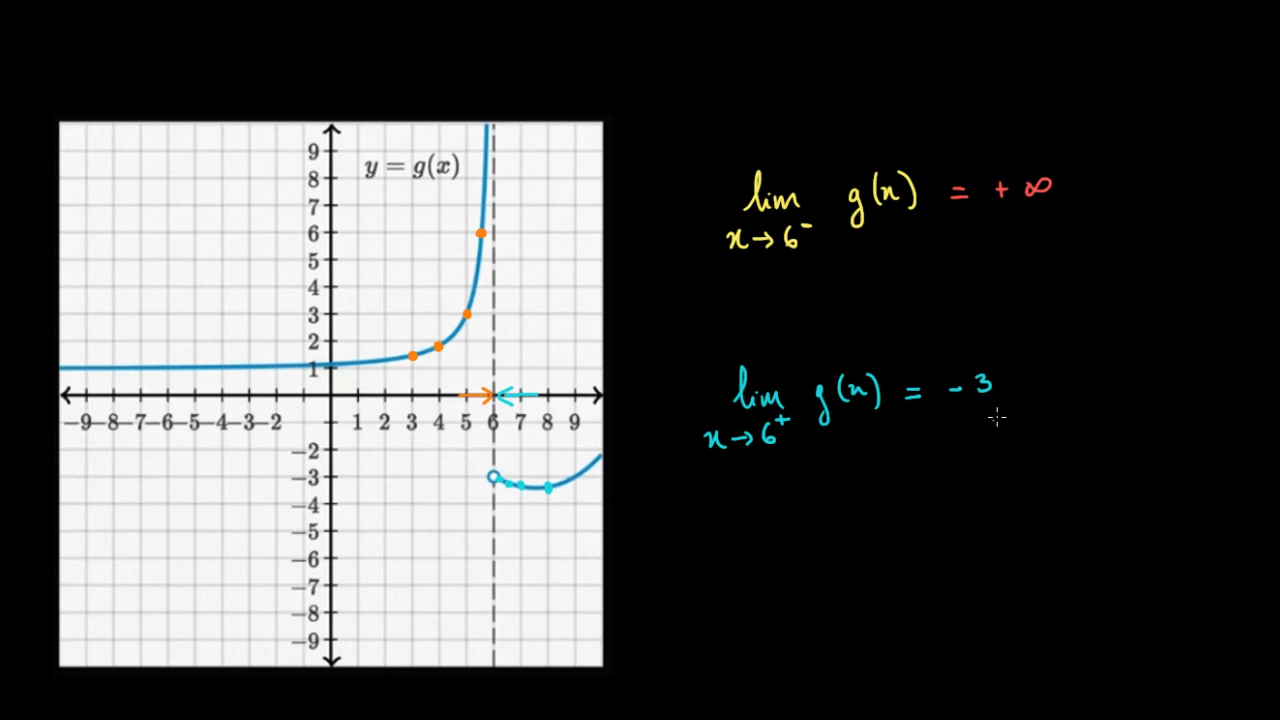 y = g(x)
9
8
7
6
5
4
3
2
1
−9 −8 −7 −6 −5 −4 −3 −2 1 2 3 4 5 6 7 8 9
−2
−3
−4
−5
−6
−7
−8
−9
lim g(x) = + ∞
x → 6⁻
lim g(x) = - 3
x → 6⁺